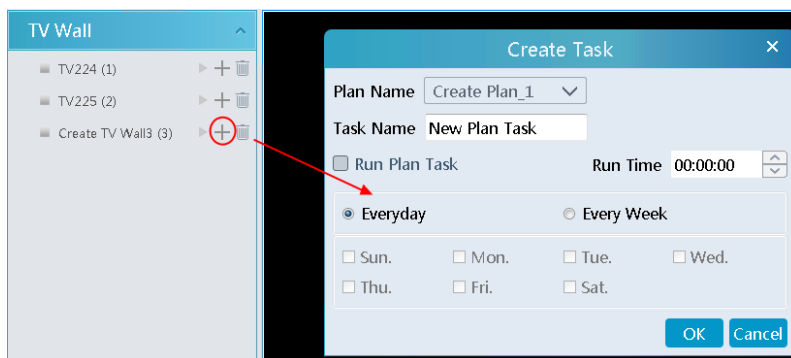 TV Wall
TV224 (1)
TV225 (2)
Create TV Wall3 (3)
Create Task
Plan Name Create Plan_1
Task Name New Plan Task
Run Plan Task Run Time 00:00:00
Everyday Every Week
Sun. Mon. Tue. Wed.
Thu. Fri. Sat.
OK Cancel